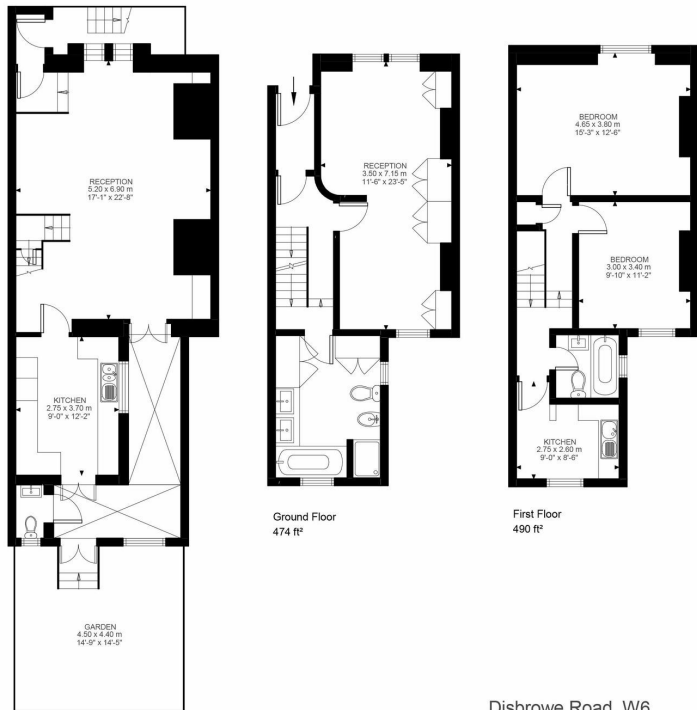 RECEPTION
5.20 x 6.90 m
17'-1" x 22'-8"
KITCHEN
2.75 x 3.70 m
9'-0" x 12'-2"
GARDEN
4.50 x 4.40 m
14'-9" x 14'-5"
RECEPTION
3.50 x 7.15 m
11'-6" x 23'-5"
Ground Floor
474 ft²
BEDROOM
4.65 x 3.80 m
15'-3" x 12'-6"
BEDROOM
3.00 x 3.40 m
9'-10" x 11'-2"
KITCHEN
2.75 x 2.60 m
9'-0" x 8'-6"
First Floor
490 ft²
Disbrowe Road, W6